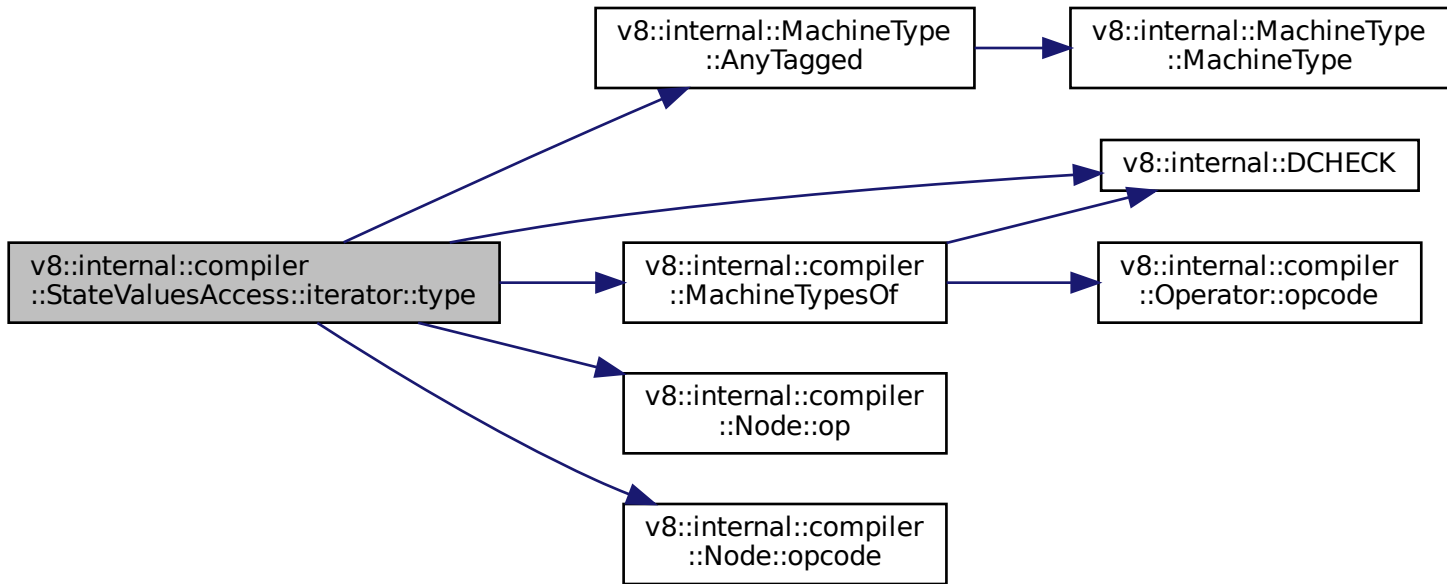 v8::internal::MachineType
::AnyTagged
v8::internal::MachineType
::MachineType
v8::internal::DCHECK
v8::internal::compiler
::StateValuesAccess::iterator::type
v8::internal::compiler
::MachineTypesOf
v8::internal::compiler
::Operator::opcode
v8::internal::compiler
::Node::op
v8::internal::compiler
::Node::opcode